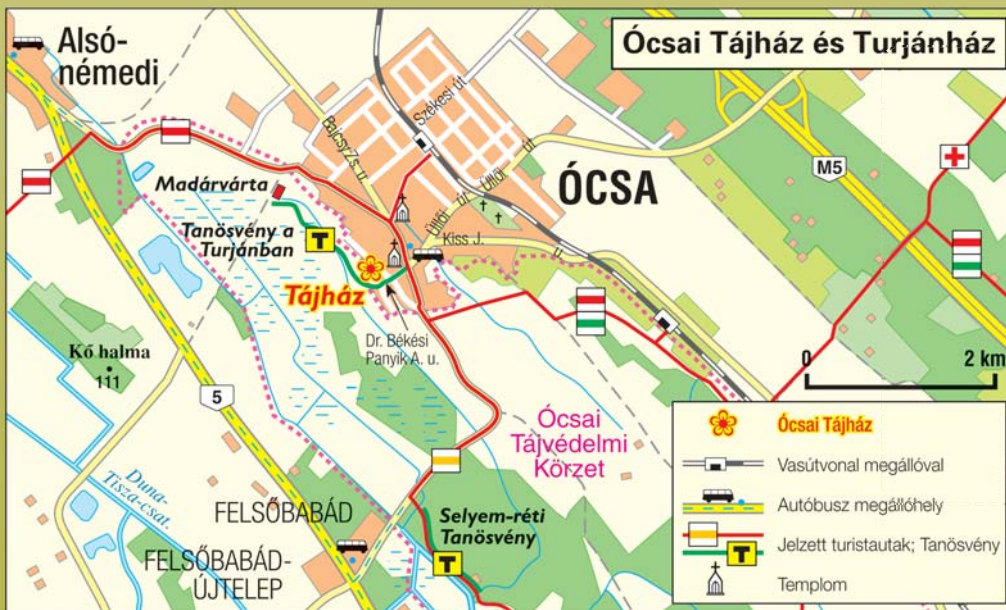 Ócsai Tájház és Turjánház
Alsó-
némedi
Bajcsy Zs. u.
Székesi út
Üllői út
M5
ÓCSA
Madárvárta
Tanösvény a
Turjánban
T
Üllői út
Kiss J.
u.
Tájház
Dr. Békési
Panyik A. u.
Kő halma
111
0 2 km
5
Ócsai
Tájvédelmi
Körzet
Duna-
Tisza-csat.
FELSŐBABÁD
FELSŐBABÁD-
ÚJTELEP
Selyem-réti
Tanösvény
T
Ócsai Tájház
Vasútvonal megállóval
Autóbusz megállóhely
Jelzett turistautak; Tanösvény
T
Templom